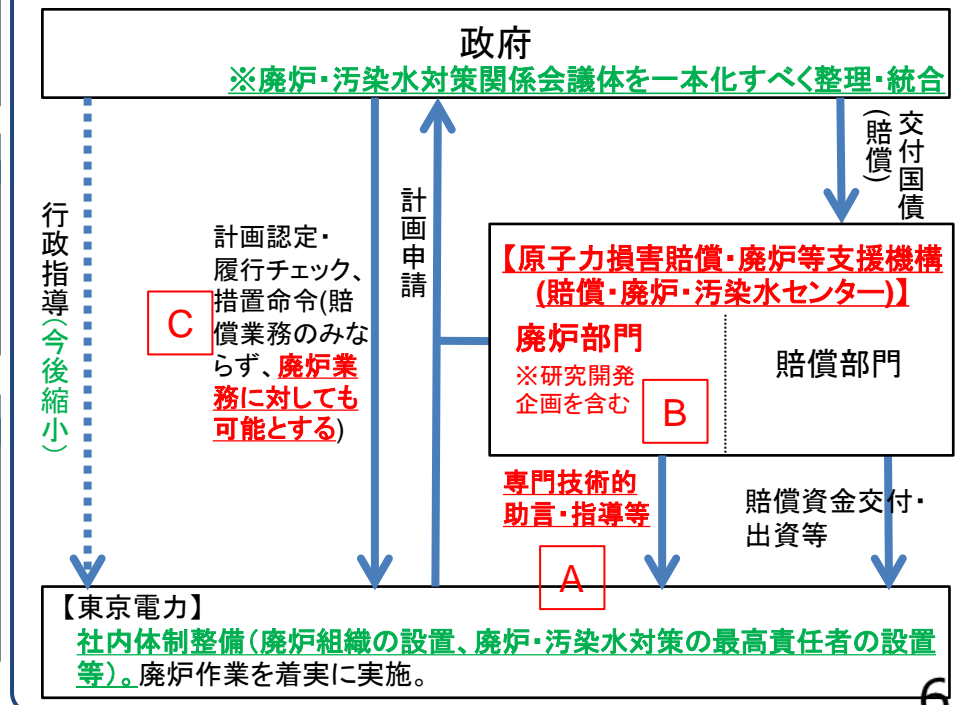 政府
※廃炉・汚染水対策関係会議体を一本化すべく整理・統合
行政指導(今後縮小)
計画認定・
履行チェック、
措置命令(賠
償業務のみな
らず、廃炉業
務に対しても
可能とする)
C
計画申請
交付国債
(賠償)
【原子力損害賠償・廃炉等支援機構
(賠償・廃炉・汚染水センター)】
廃炉部門
※研究開発
企画を含む
B
賠償部門
専門技術的
助言・指導等
A
賠償資金交付・
出資等
【東京電力】
社内体制整備(廃炉組織の設置、廃炉・汚染水対策の最高責任者の設置
等)。廃炉作業を着実に実施。
6